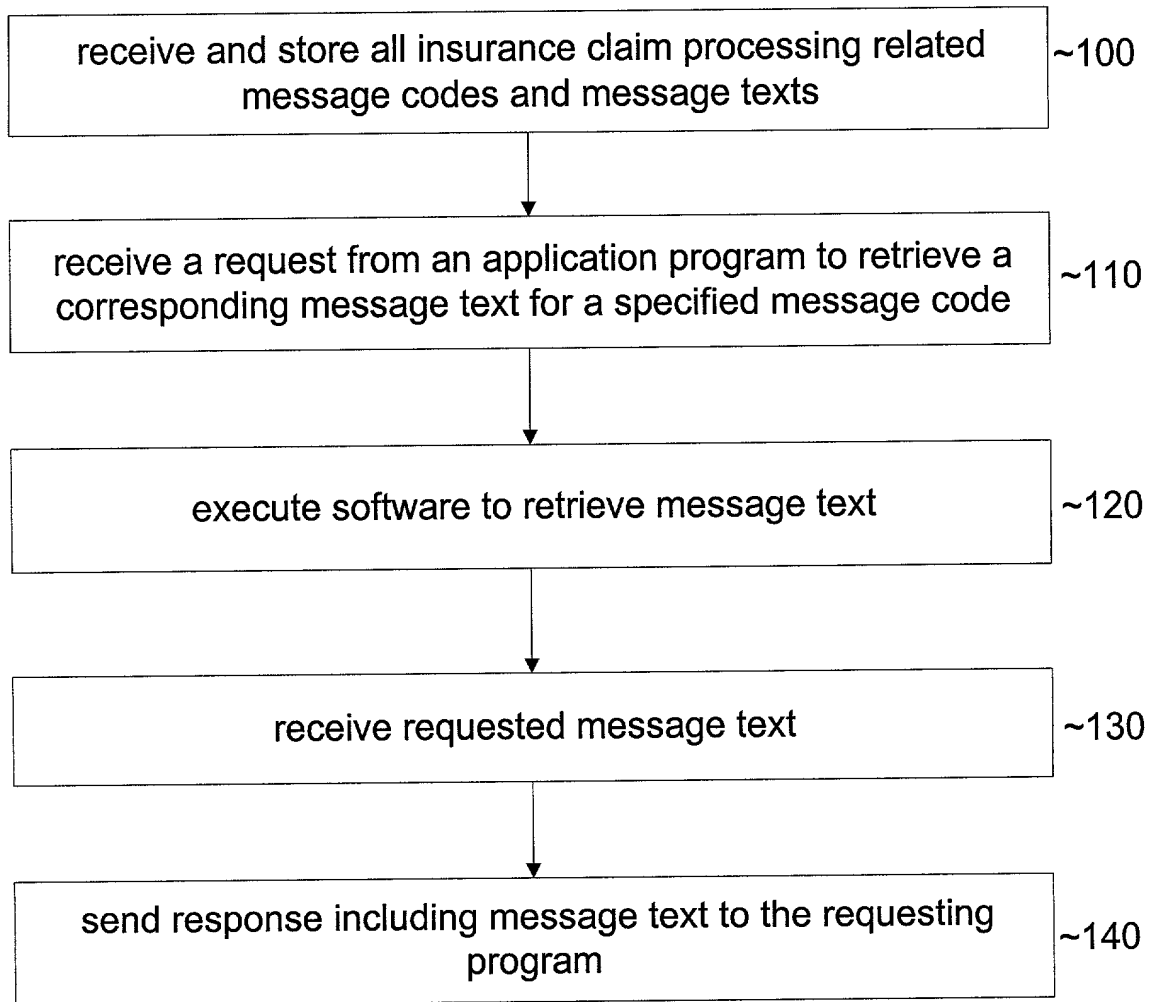 receive and store all insurance claim processing related
message codes and message texts
~100
receive a request from an application program to retrieve a
corresponding message text for a specified message code
~110
execute software to retrieve message text
~120
receive requested message text
~130
send response including message text to the requesting
program
~140